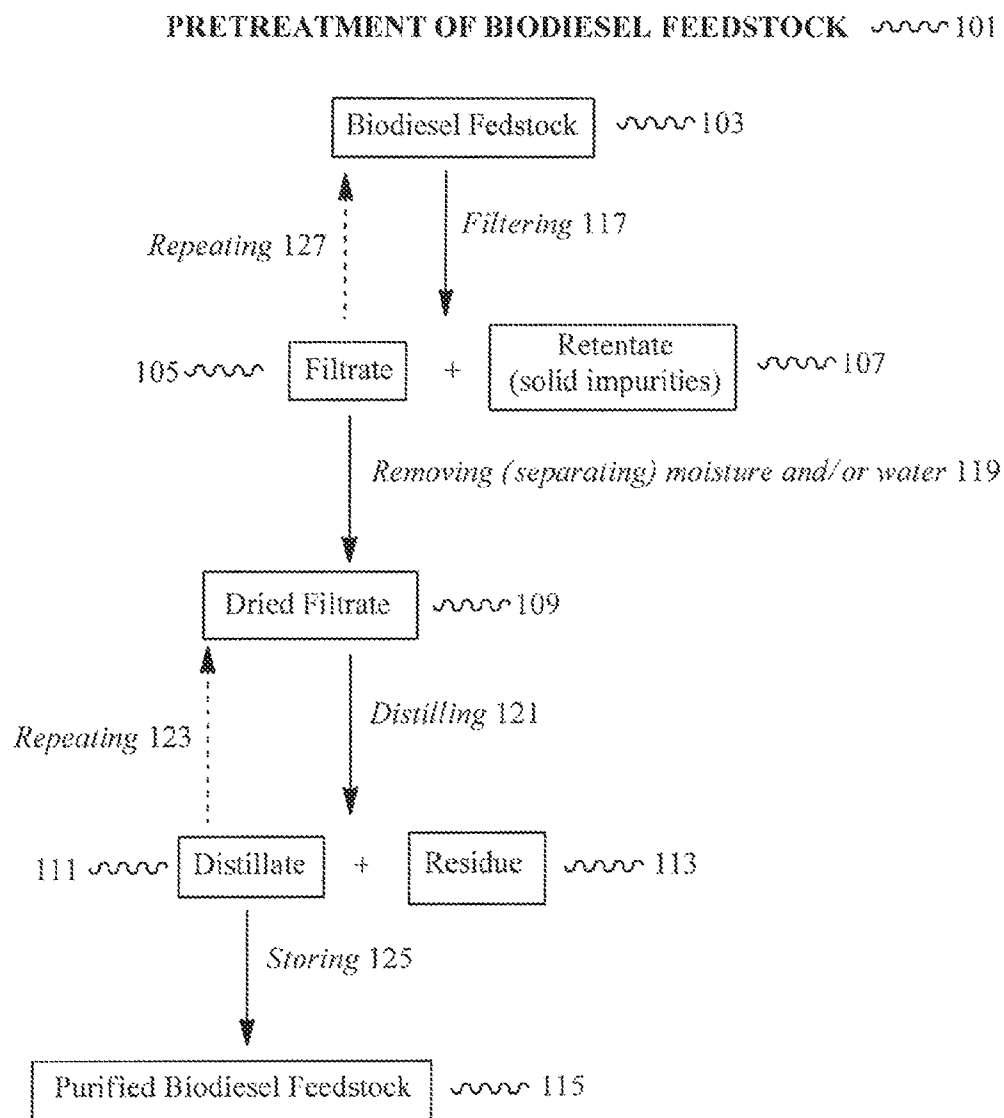 PRETREATMENT OF BIODIESEL FEEDSTOCK 101
Biodiesel Fedstock 103
Repeating 127
Filtering 117
105 Filtrate + Retentate (solid impurities) 107
Removing (separating) moisture and/or water 119
Dried Filtrate 109
Repeating 123
Distilling 121
111 Distillate + Residue 113
Storing 125
Purified Biodiesel Feedstock 115